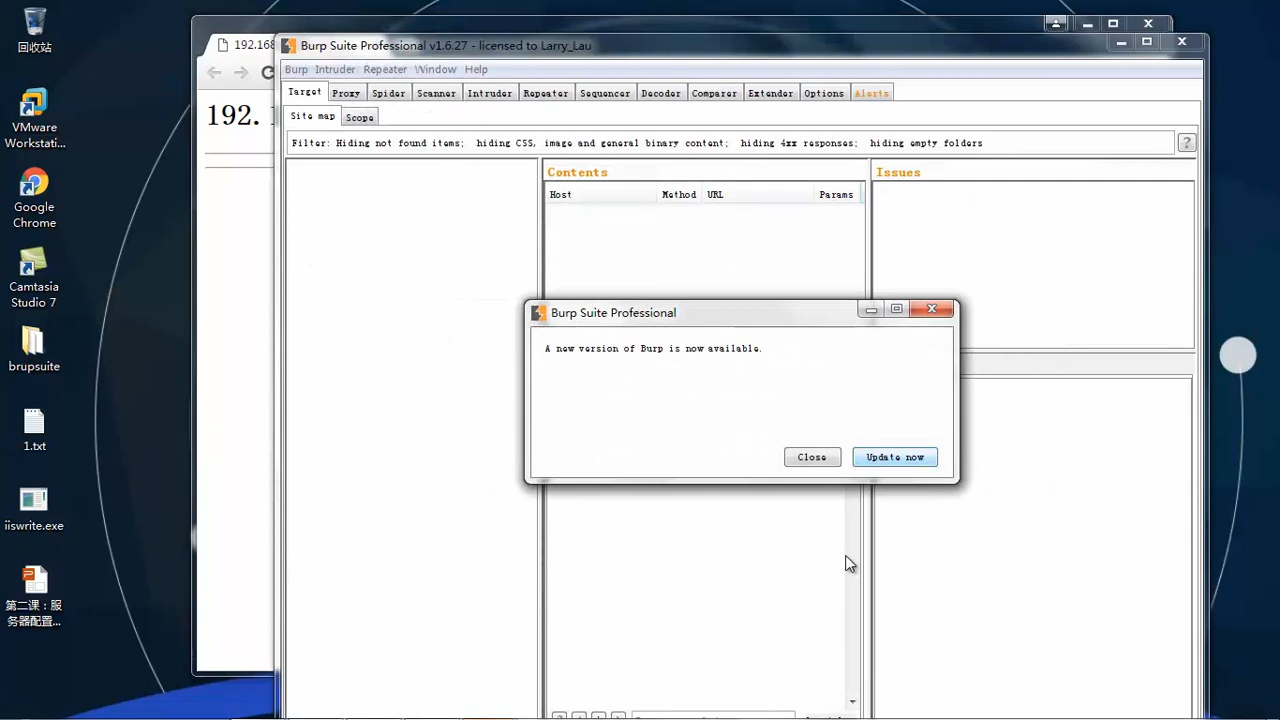 回收站
VMware
Workstati...
Google
Chrome
Camtasia
Studio 7
brupsuite
1.txt
iiswrite.exe
第二课：服
务器配置...
192.168
192.
Burp Suite Professional v1.6.27 - licensed to Larry_Lau
Burp Intruder Repeater Window Help
Target Proxy Spider Scanner Intruder Repeater Sequencer Decoder Comparer Extender Options Alerts
Site map Scope
Filter: Hiding not found items; hiding CSS, image and general binary content; hiding 4xx responses; hiding empty folders
?
Contents
Issues
Host Method URL Params
Burp Suite Professional
A new version of Burp is now available.
Close Update now